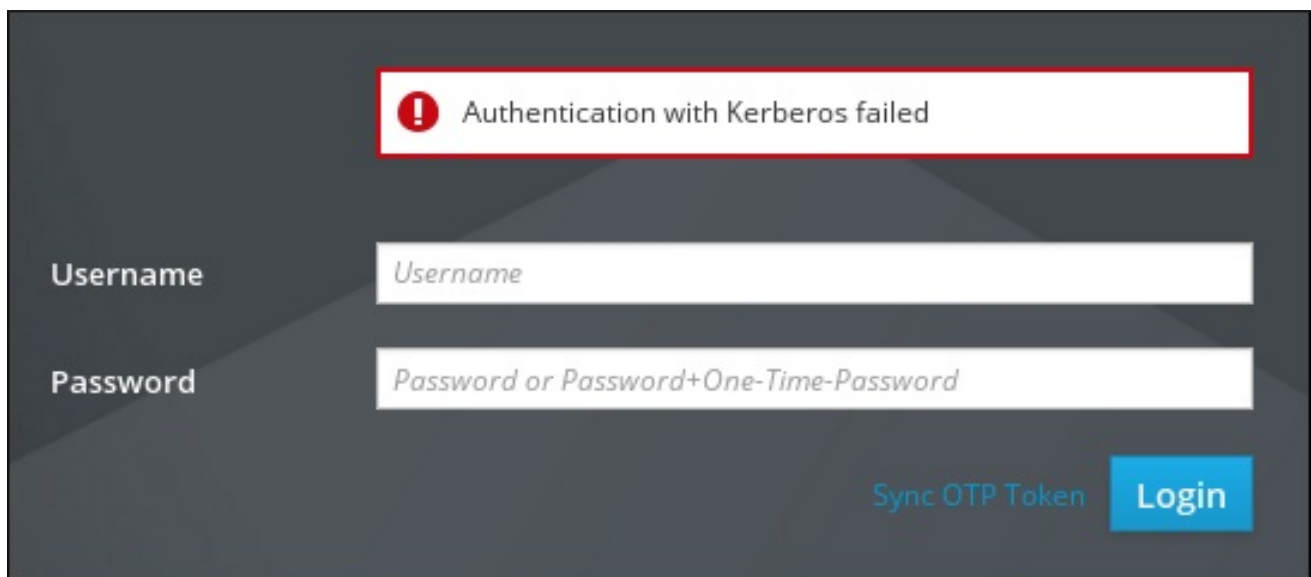 Authentication with Kerberos failed
Username
Username
Password
Password or Password+One-Time-Password
Sync OTP Token
Login